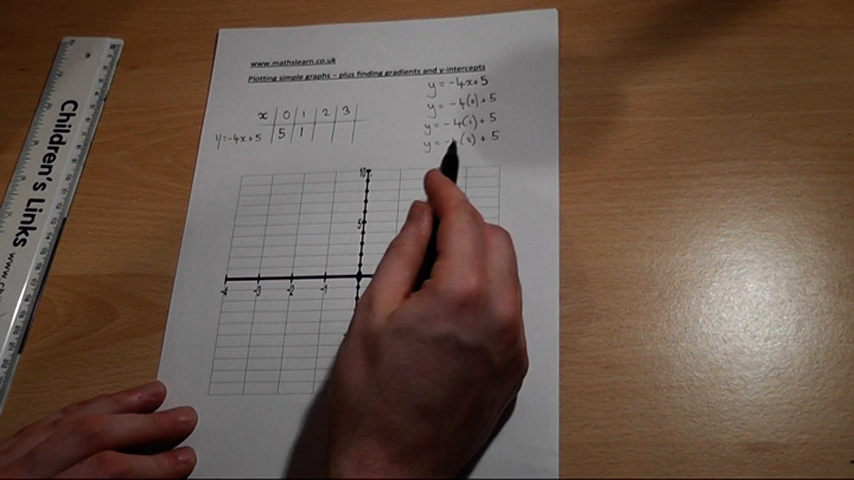 www.mathslearn.co.uk
Plotting simple graphs – plus finding gradients and y-intercepts
y = -4x+5
y = -4(0)+5
y = -4(1)+5
y = -4(2)+5
x 0 1 2 3
y=-4x+5 5 1
10
5
-4 -3 -2 -1
Children's Links